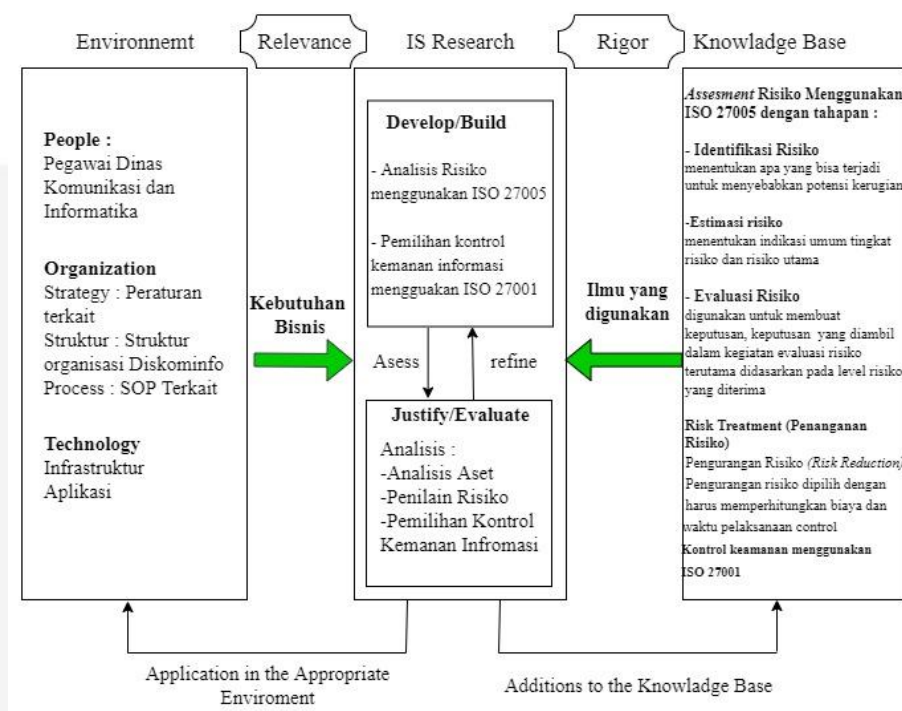 Environnemt
Relevance
IS Research
Rigor
Knowladge Base
People :
Pegawai Dinas
Komunikasi dan
Informatika
Organization
Strategy : Peraturan
terkait
Struktur : Struktur
organisasi Diskominfo
Process : SOP Terkait
Technology
Infrastruktur
Aplikasi
Kebutuhan
Bisnis
Develop/Build
- Analisis Risiko
menggunakan ISO 27005
- Pemilihan kontrol
kemanan informasi
mengguakan ISO 27001
Asess
refine
Justify/Evaluate
Analisis :
-Analisis Aset
-Penilain Risiko
-Pemilihan Kontrol
Kemanan Infromasi
Ilmu yang
digunakan
Assesment Risiko Menggunakan
ISO 27005 dengan tahapan :
- Identifikasi Risiko
menentukan apa yang bisa terjadi
untuk menyebabkan potensi kerugian
-Estimasi risiko
menentukan indikasi umum tingkat
risiko dan risiko utama
- Evaluasi Risiko
digunakan untuk membuat
keputusan, keputusan yang diambil
dalam kegiatan evaluasi risiko
terutama didasarkan pada level risiko
yang diterima
Risk Treatment (Penanganan
Risiko)
Pengurangan Risiko (Risk Reduction)
Pengurangan risiko dipilih dengan
harus memperhitungkan biaya dan
waktu pelaksanaan control
Kontrol keamanan menggunakan
ISO 27001
Application in the Appropriate
Enviroment
Additions to the Knowladge Base